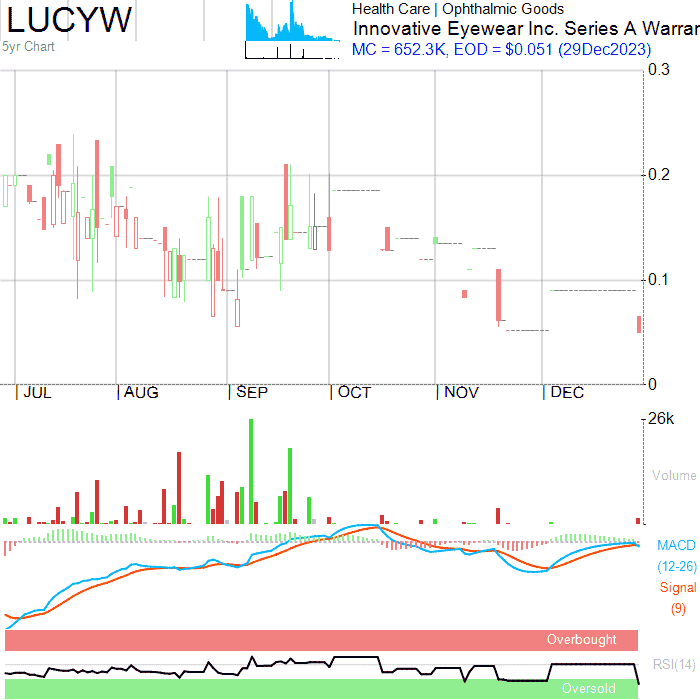 LUCYW
5yr Chart
Health Care | Ophthalmic Goods
Innovative Eyewear Inc. Series A Warran
MC = 652.3K, EOD = $0.051 (29Dec2023)
0.3
0.2
0.1
0
JUL AUG SEP OCT NOV DEC
26k
Volume
MACD
(12-26)
Signal
(9)
Overbought
RSI(14)
Oversold